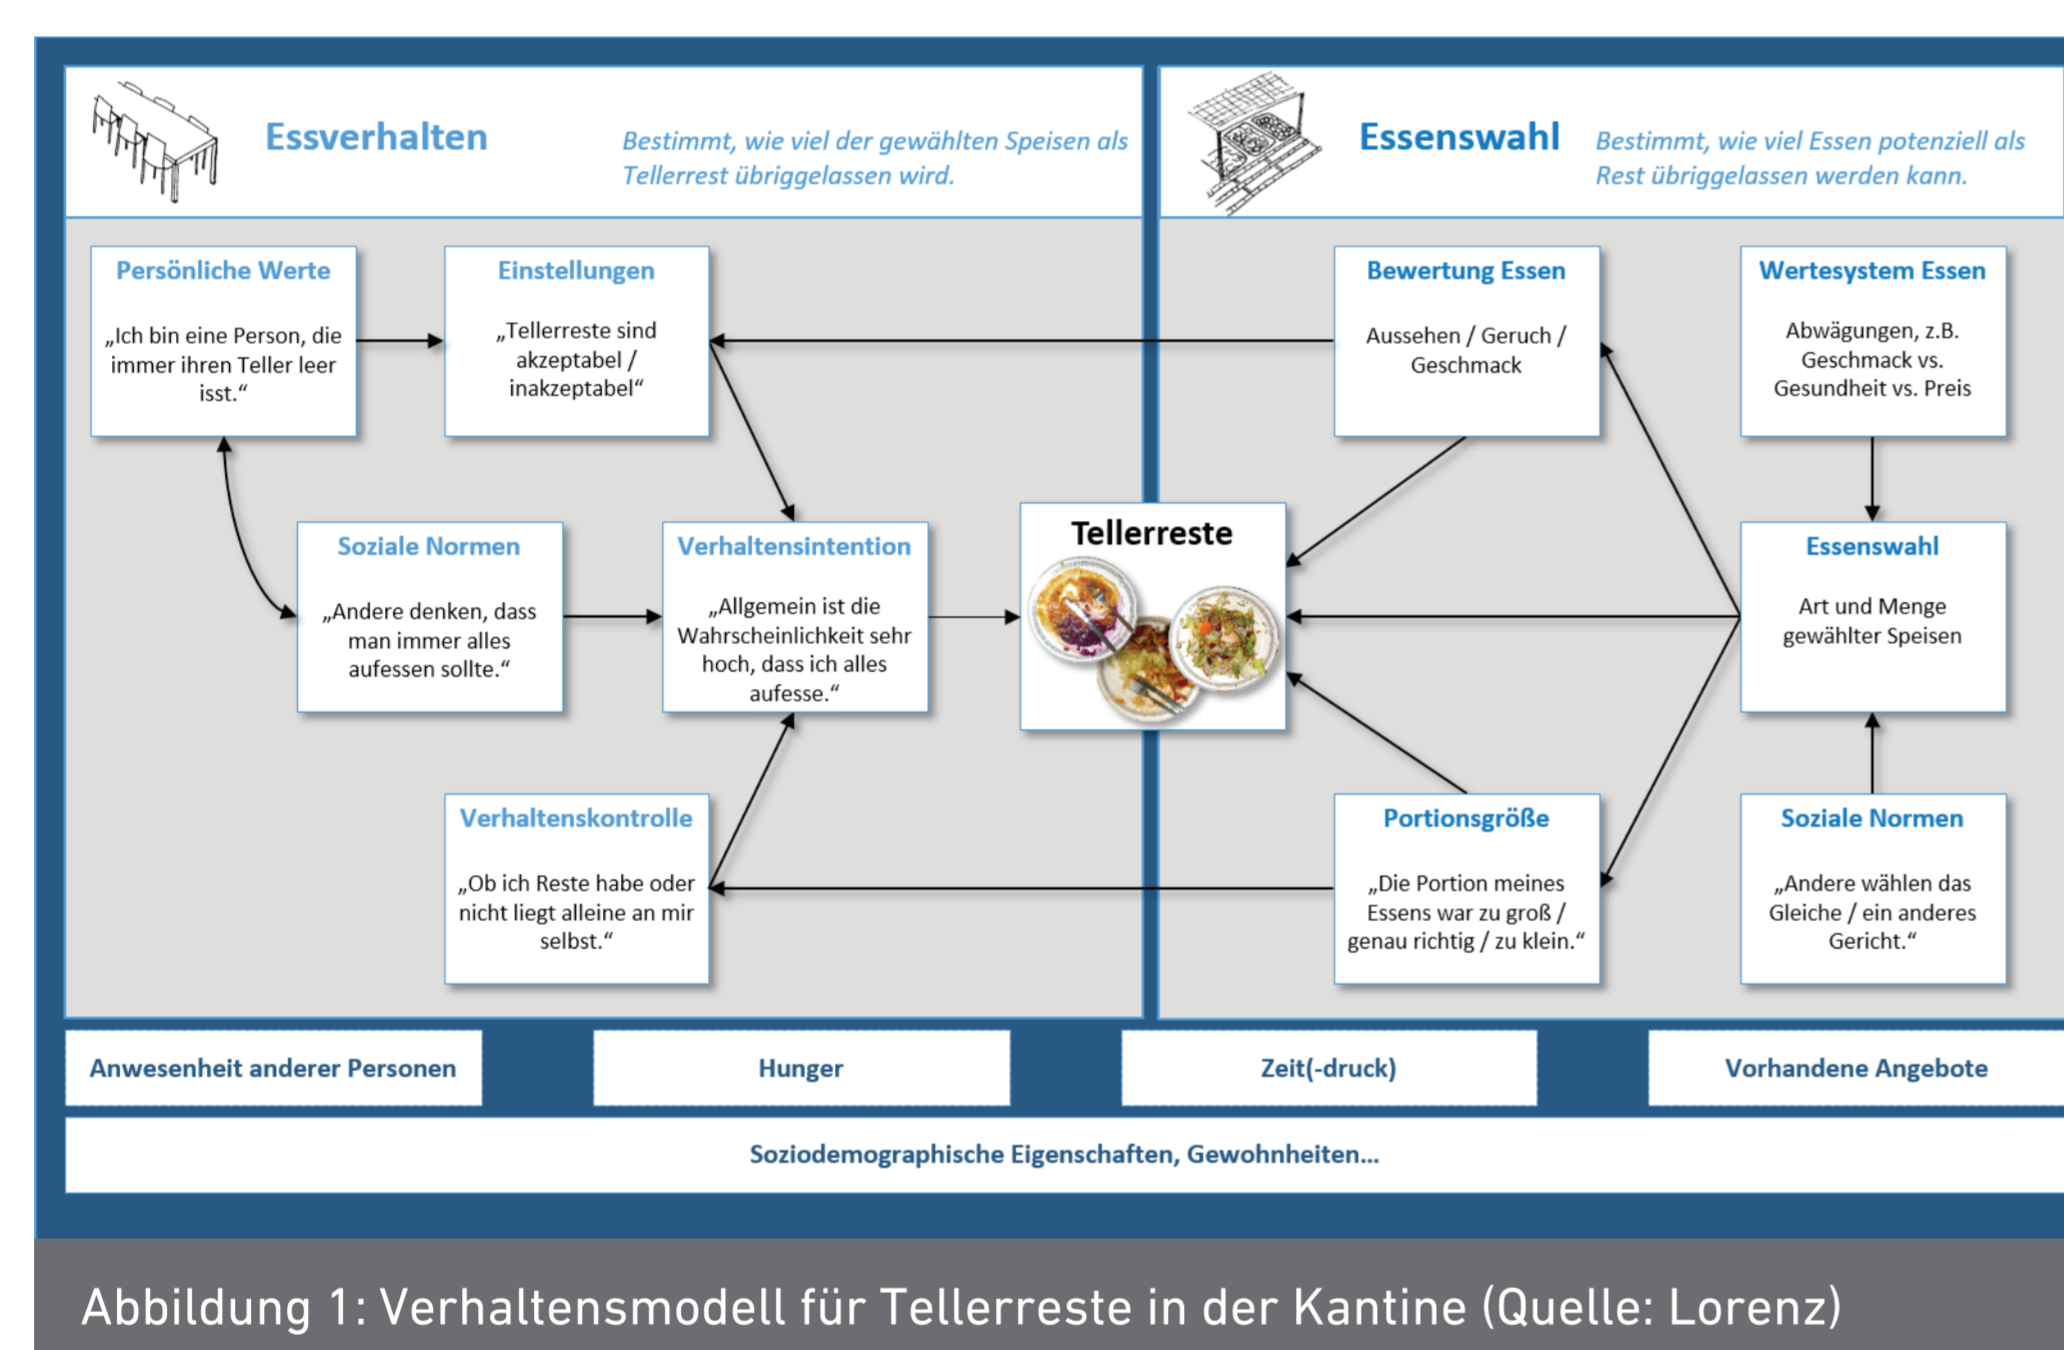 Essverhalten
Bestimmt, wie viel der gewählten Speisen als
Tellerrest übriggelassen wird.
Essenswahl
Bestimmt, wie viel Essen potenziell als
Rest übriggelassen werden kann.
Persönliche Werte
„Ich bin eine Person, die
immer ihren Teller leer
isst.“
Einstellungen
„Tellerreste sind
akzeptabel /
inakzeptabel“
Bewertung Essen
Aussehen / Geruch /
Geschmack
Wertesystem Essen
Abwägungen, z.B.
Geschmack vs.
Gesundheit vs. Preis
Soziale Normen
„Andere denken, dass
man immer alles
aufessen sollte.“
Verhaltensintention
„Allgemein ist die
Wahrscheinlichkeit sehr
hoch, dass ich alles
aufesse.“
Tellerreste
Essenswahl
Art und Menge
gewählter Speisen
Verhaltenskontrolle
„Ob ich Reste habe oder
nicht liegt alleine an mir
selbst.“
Portionsgröße
„Die Portion meines
Essens war zu groß /
genau richtig / zu klein.“
Soziale Normen
„Andere wählen das
Gleiche / ein anderes
Gericht.“
Anwesenheit anderer Personen
Hunger
Zeit(-druck)
Vorhandene Angebote
Soziodemographische Eigenschaften, Gewohnheiten...
Abbildung 1: Verhaltensmodell für Tellerreste in der Kantine (Quelle: Lorenz)